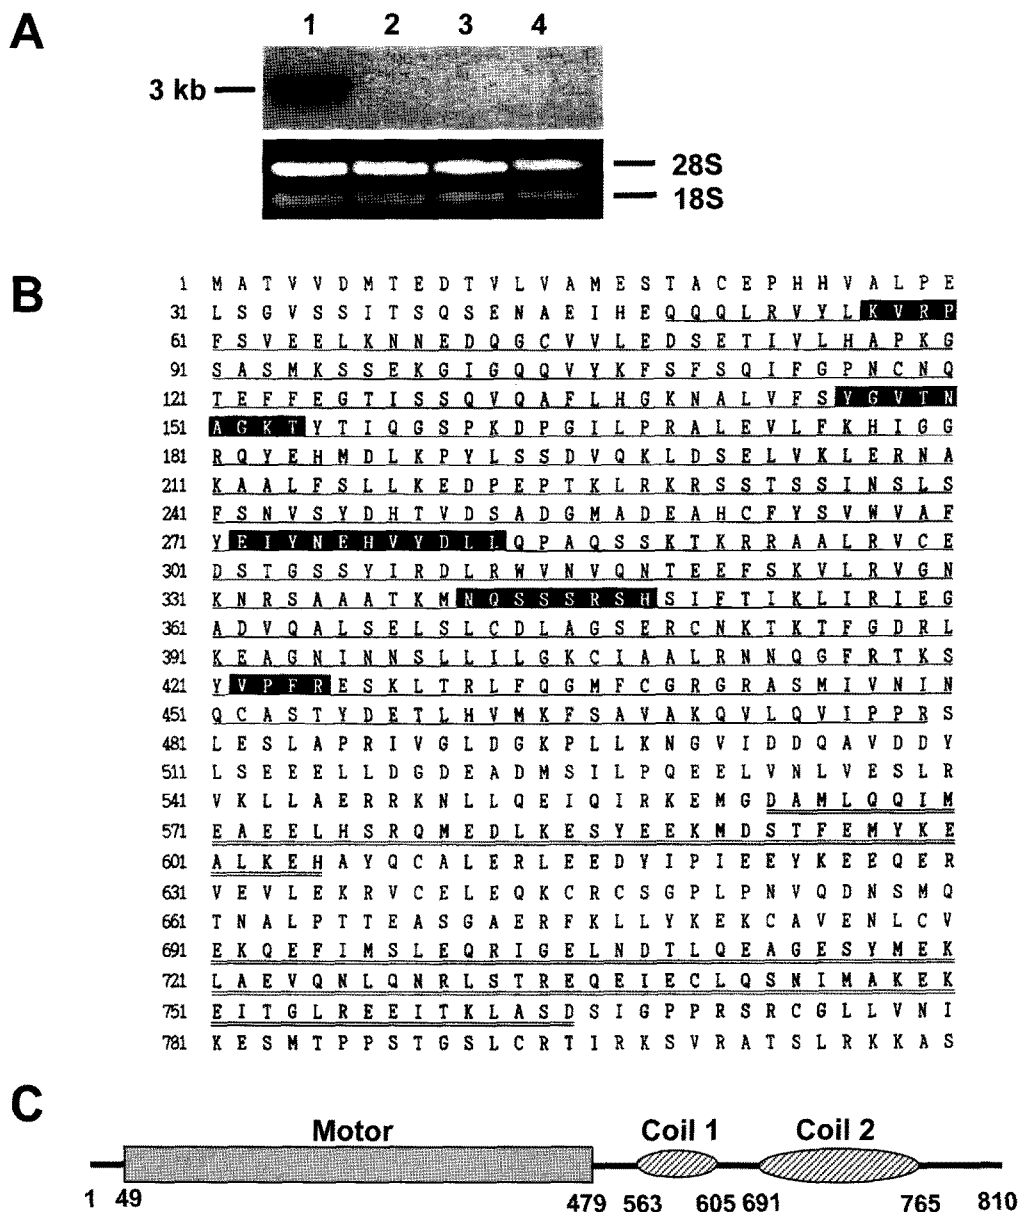 A
1 2 3 4
3 kb
28S
18S
B
1 M A T V V D M T E D T V L V A M E S T A C E P H H V A L P E
31 L S G V S S I T S Q S E N A E I H E Q Q Q L R V Y L K V R P
61 F S V E E L K N N E D Q G C V V L E D S E T I V L H A P K G
91 S A S M K S S E K G I G Q Q V Y K F S F S Q I F G P N C N Q
121 T E F F E G T I S S Q V Q A F L H G K N A L V F S Y G V T N
151 A G K T Y T I Q G S P K D P G I L P R A L E V L F K H I G G
181 R Q Y E H M D L K P Y L S S D V Q K L D S E L V K L E R N A
211 K A A L F S L L K E D P E P T K L R K R S S T S S I N S L S
241 F S N V S Y D H T V D S A D G M A D E A H C F Y S V W V A F
271 Y E I Y N E H V Y D L L Q P A Q S S K T K R R A A L R V C E
301 D S T G S S Y I R D L R W V N V Q N T E E F S K V L R V G N
331 K N R S A A A T K M N Q S S S R S H S I F T I K L I R I E G
361 A D V Q A L S E L S L C D L A G S E R C N K T K T F G D R L
391 K E A G N I N N S L L I L G K C I A A L R N N Q G F R T K S
421 Y V P F R E S K L T R L F Q G M F C G R G R A S M I V N I N
451 Q C A S T Y D E T L H V M K F S A V A K Q V L Q V I P P R S
481 L E S L A P R I V G L D G K P L L K N G V I D D Q A V D D Y
511 L S E E E L L D G D E A D M S I L P Q E E L V N L V E S L R
541 V K L L A E R R K N L L Q E I Q I R K E M G D A M L Q Q I M
571 E A E E L H S R Q M E D L K E S Y E E K M D S T F E M Y K E
601 A L K E H A Y Q C A L E R L E E D Y I P I E E Y K E E Q E R
631 V E V L E K R V C E L E Q K C R C S G P L P N V Q D N S M Q
661 T N A L P T T E A S G A E R F K L L Y K E K C A V E N L C V
691 E K Q E F I M S L E Q R I G E L N D T L Q E A G E S Y M E K
721 L A E V Q N L Q N R L S T R E Q E I E C L Q S N I M A K E K
751 E I T G L R E E I T K L A S D S I G P P R S R C G L L V N I
781 K E S M T P P S T G S L C R T I R K S V R A T S L R K K A S
C
Motor Coil 1 Coil 2
1 49 479 563 605 691 765 810